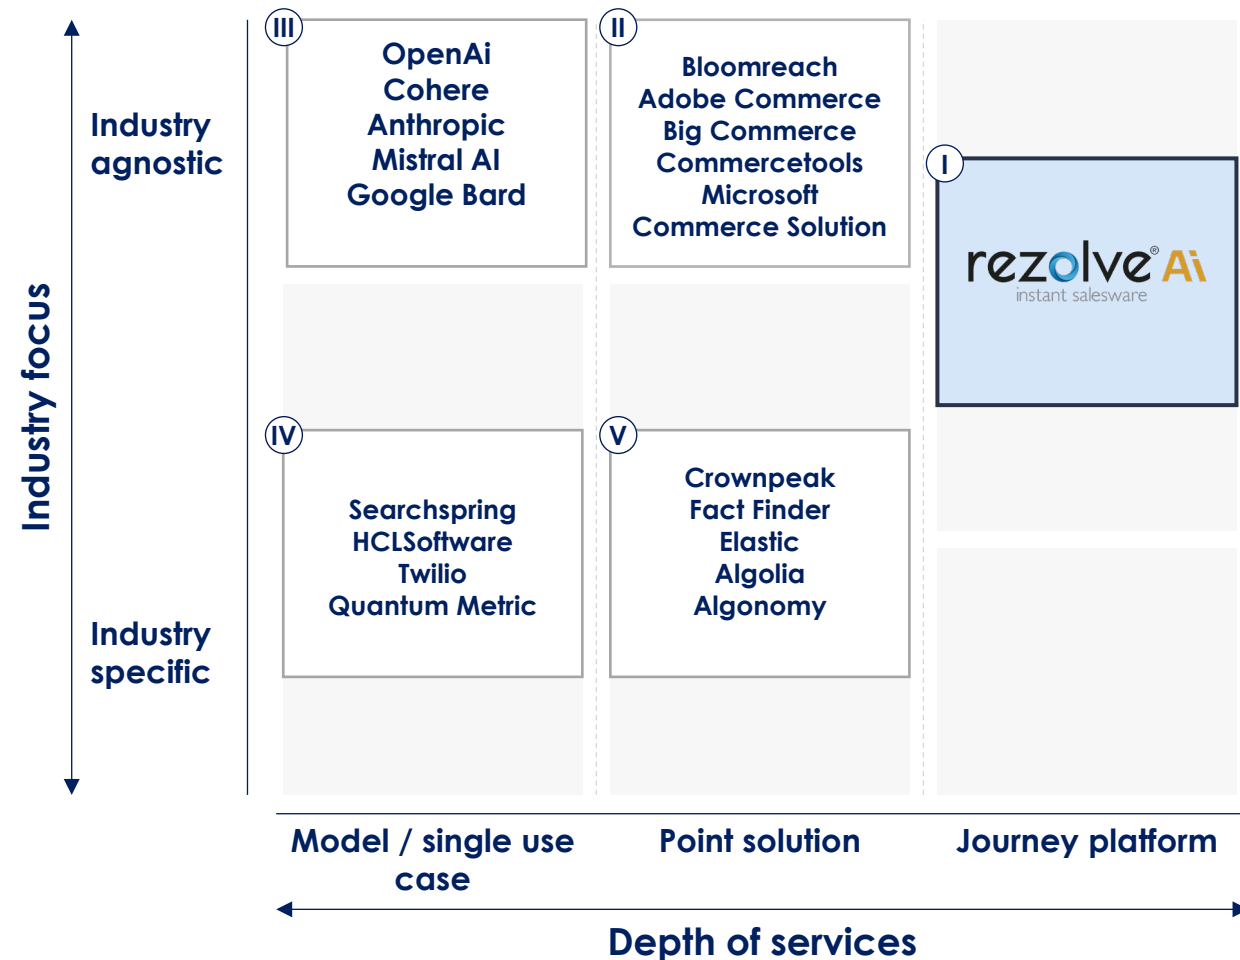 Industry focus
Industry
agnostic
Industry
specific
III
OpenAi
Cohere
Anthropic
Mistral AI
Google Bard
II
Bloomreach
Adobe Commerce
Big Commerce
Commercetools
Microsoft
Commerce Solution
I
rezolve® Ai
instant salesware
IV
Searchspring
HCLSoftware
Twilio
Quantum Metric
V
Crownpeak
Fact Finder
Elastic
Algolia
Algonomy
Model / single use
case
Point solution
Journey platform
Depth of services